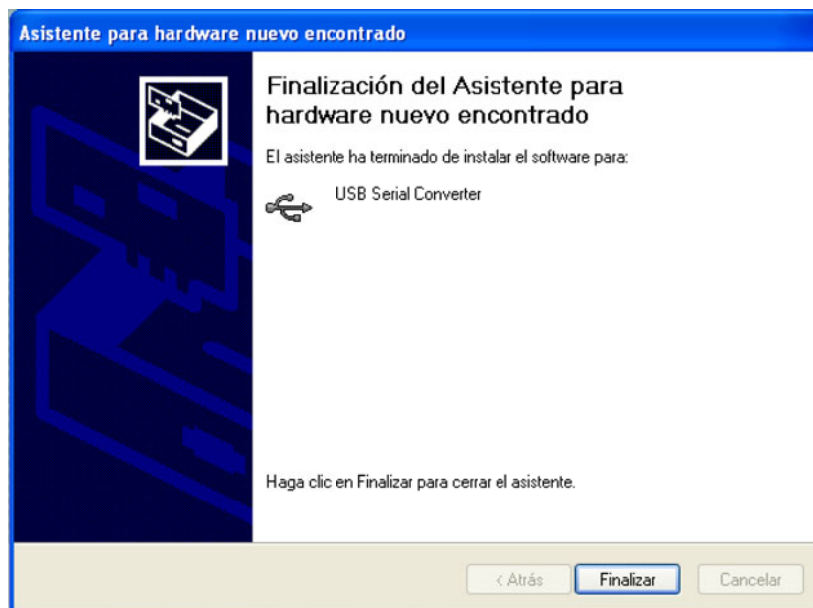 Asistente para hardware nuevo encontrado
Finalización del Asistente para
hardware nuevo encontrado
El asistente ha terminado de instalar el software para:
USB Serial Converter
Haga clic en Finalizar para cerrar el asistente.
< Atrás
Finalizar
Cancelar